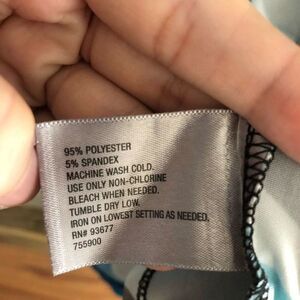 95% POLYESTER
5% SPANDEX
MACHINE WASH COLD.
USE ONLY NON-CHLORINE
BLEACH WHEN NEEDED.
TUMBLE DRY LOW.
IRON ON LOWEST SETTING AS NEEDED.
RN# 93677
755900